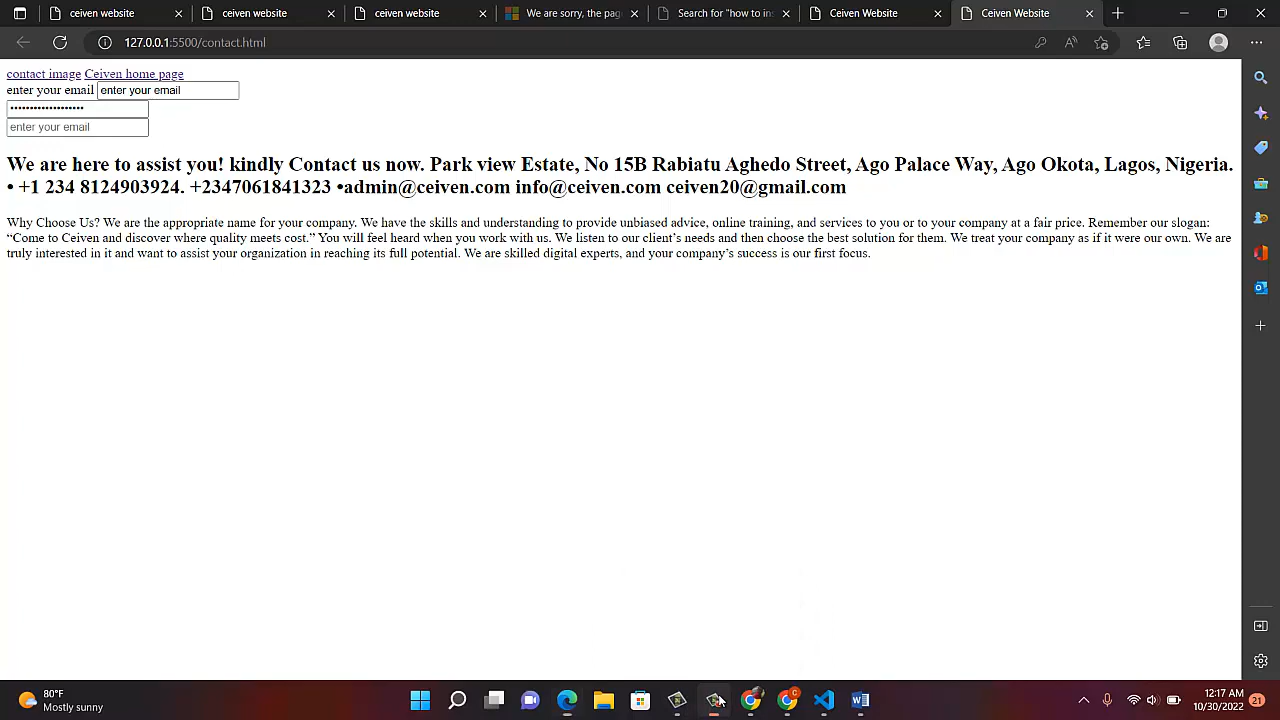 ceiven website
ceiven website
ceiven website
We are sorry, the pag
Search for "how to in
Ceiven Website
Ceiven Website
127.0.0.1:5500/contact.html
contact image Ceiven home page
enter your email enter your email
••••••••••••••••••
enter your email
We are here to assist you! kindly Contact us now. Park view Estate, No 15B Rabiatu Aghedo Street, Ago Palace Way, Ago Okota, Lagos, Nigeria.
• +1 234 8124903924. +2347061841323 •admin@ceiven.com info@ceiven.com ceiven20@gmail.com
Why Choose Us? We are the appropriate name for your company. We have the skills and understanding to provide unbiased advice, online training, and services to you or to your company at a fair price. Remember our slogan:
“Come to Ceiven and discover where quality meets cost.” You will feel heard when you work with us. We listen to our client’s needs and then choose the best solution for them. We treat your company as if it were our own. We are
truly interested in it and want to assist your organization in reaching its full potential. We are skilled digital experts, and your company’s success is our first focus.
80°F
Mostly sunny
12:17 AM
10/30/2022
21